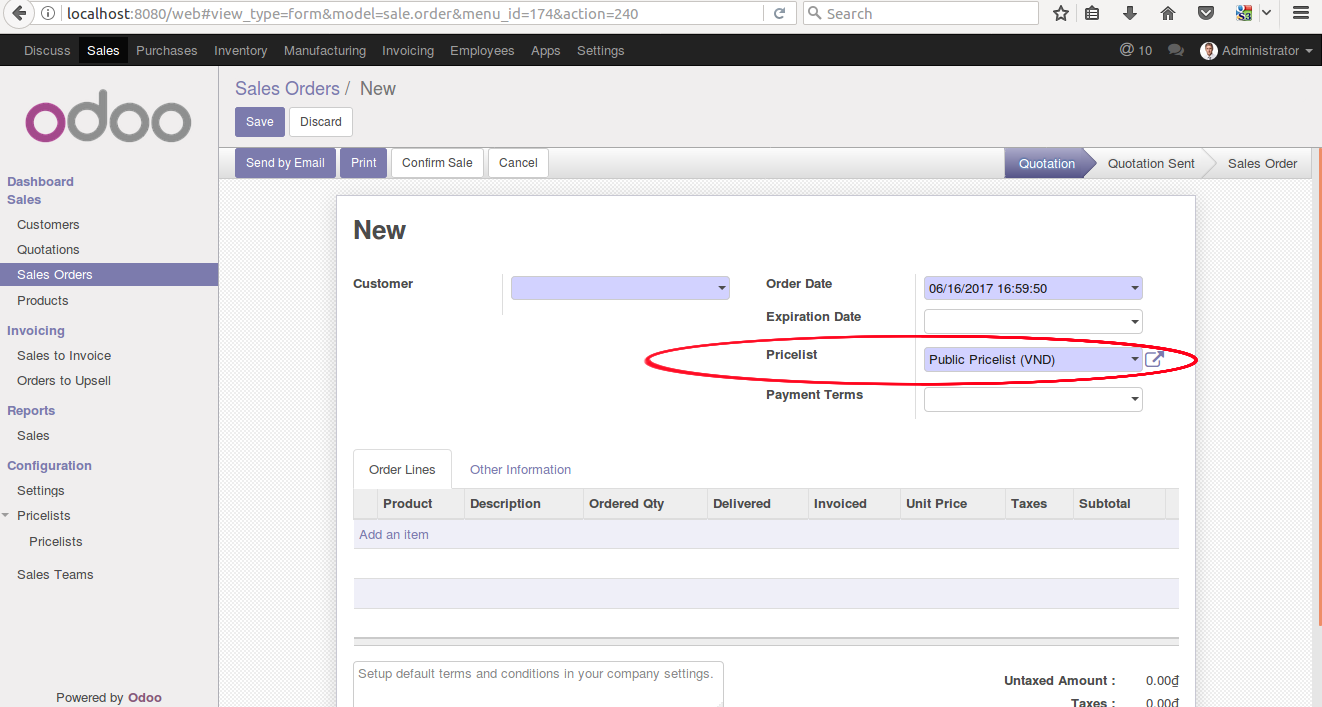 localhost:8080/web#view_type=form&model=sale.order&menu_id=174&action=240
Search
Discuss Sales Purchases Inventory Manufacturing Invoicing Employees Apps Settings
@ 10 Administrator
odoo
Sales Orders / New
Save Discard
Send by Email Print Confirm Sale Cancel
Quotation Quotation Sent Sales Order
Dashboard
Sales
Customers
Quotations
Sales Orders
Products
Invoicing
Sales to Invoice
Orders to Upsell
Reports
Sales
Configuration
Settings
Pricelists
Pricelists
Sales Teams
Powered by Odoo
New
Customer
Order Date 06/16/2017 16:59:50
Expiration Date
Pricelist Public Pricelist (VND)
Payment Terms
Order Lines Other Information
Product Description Ordered Qty Delivered Invoiced Unit Price Taxes Subtotal
Add an item
Setup default terms and conditions in your company settings.
Untaxed Amount : 0.00₫
Taxes : 0.00₫